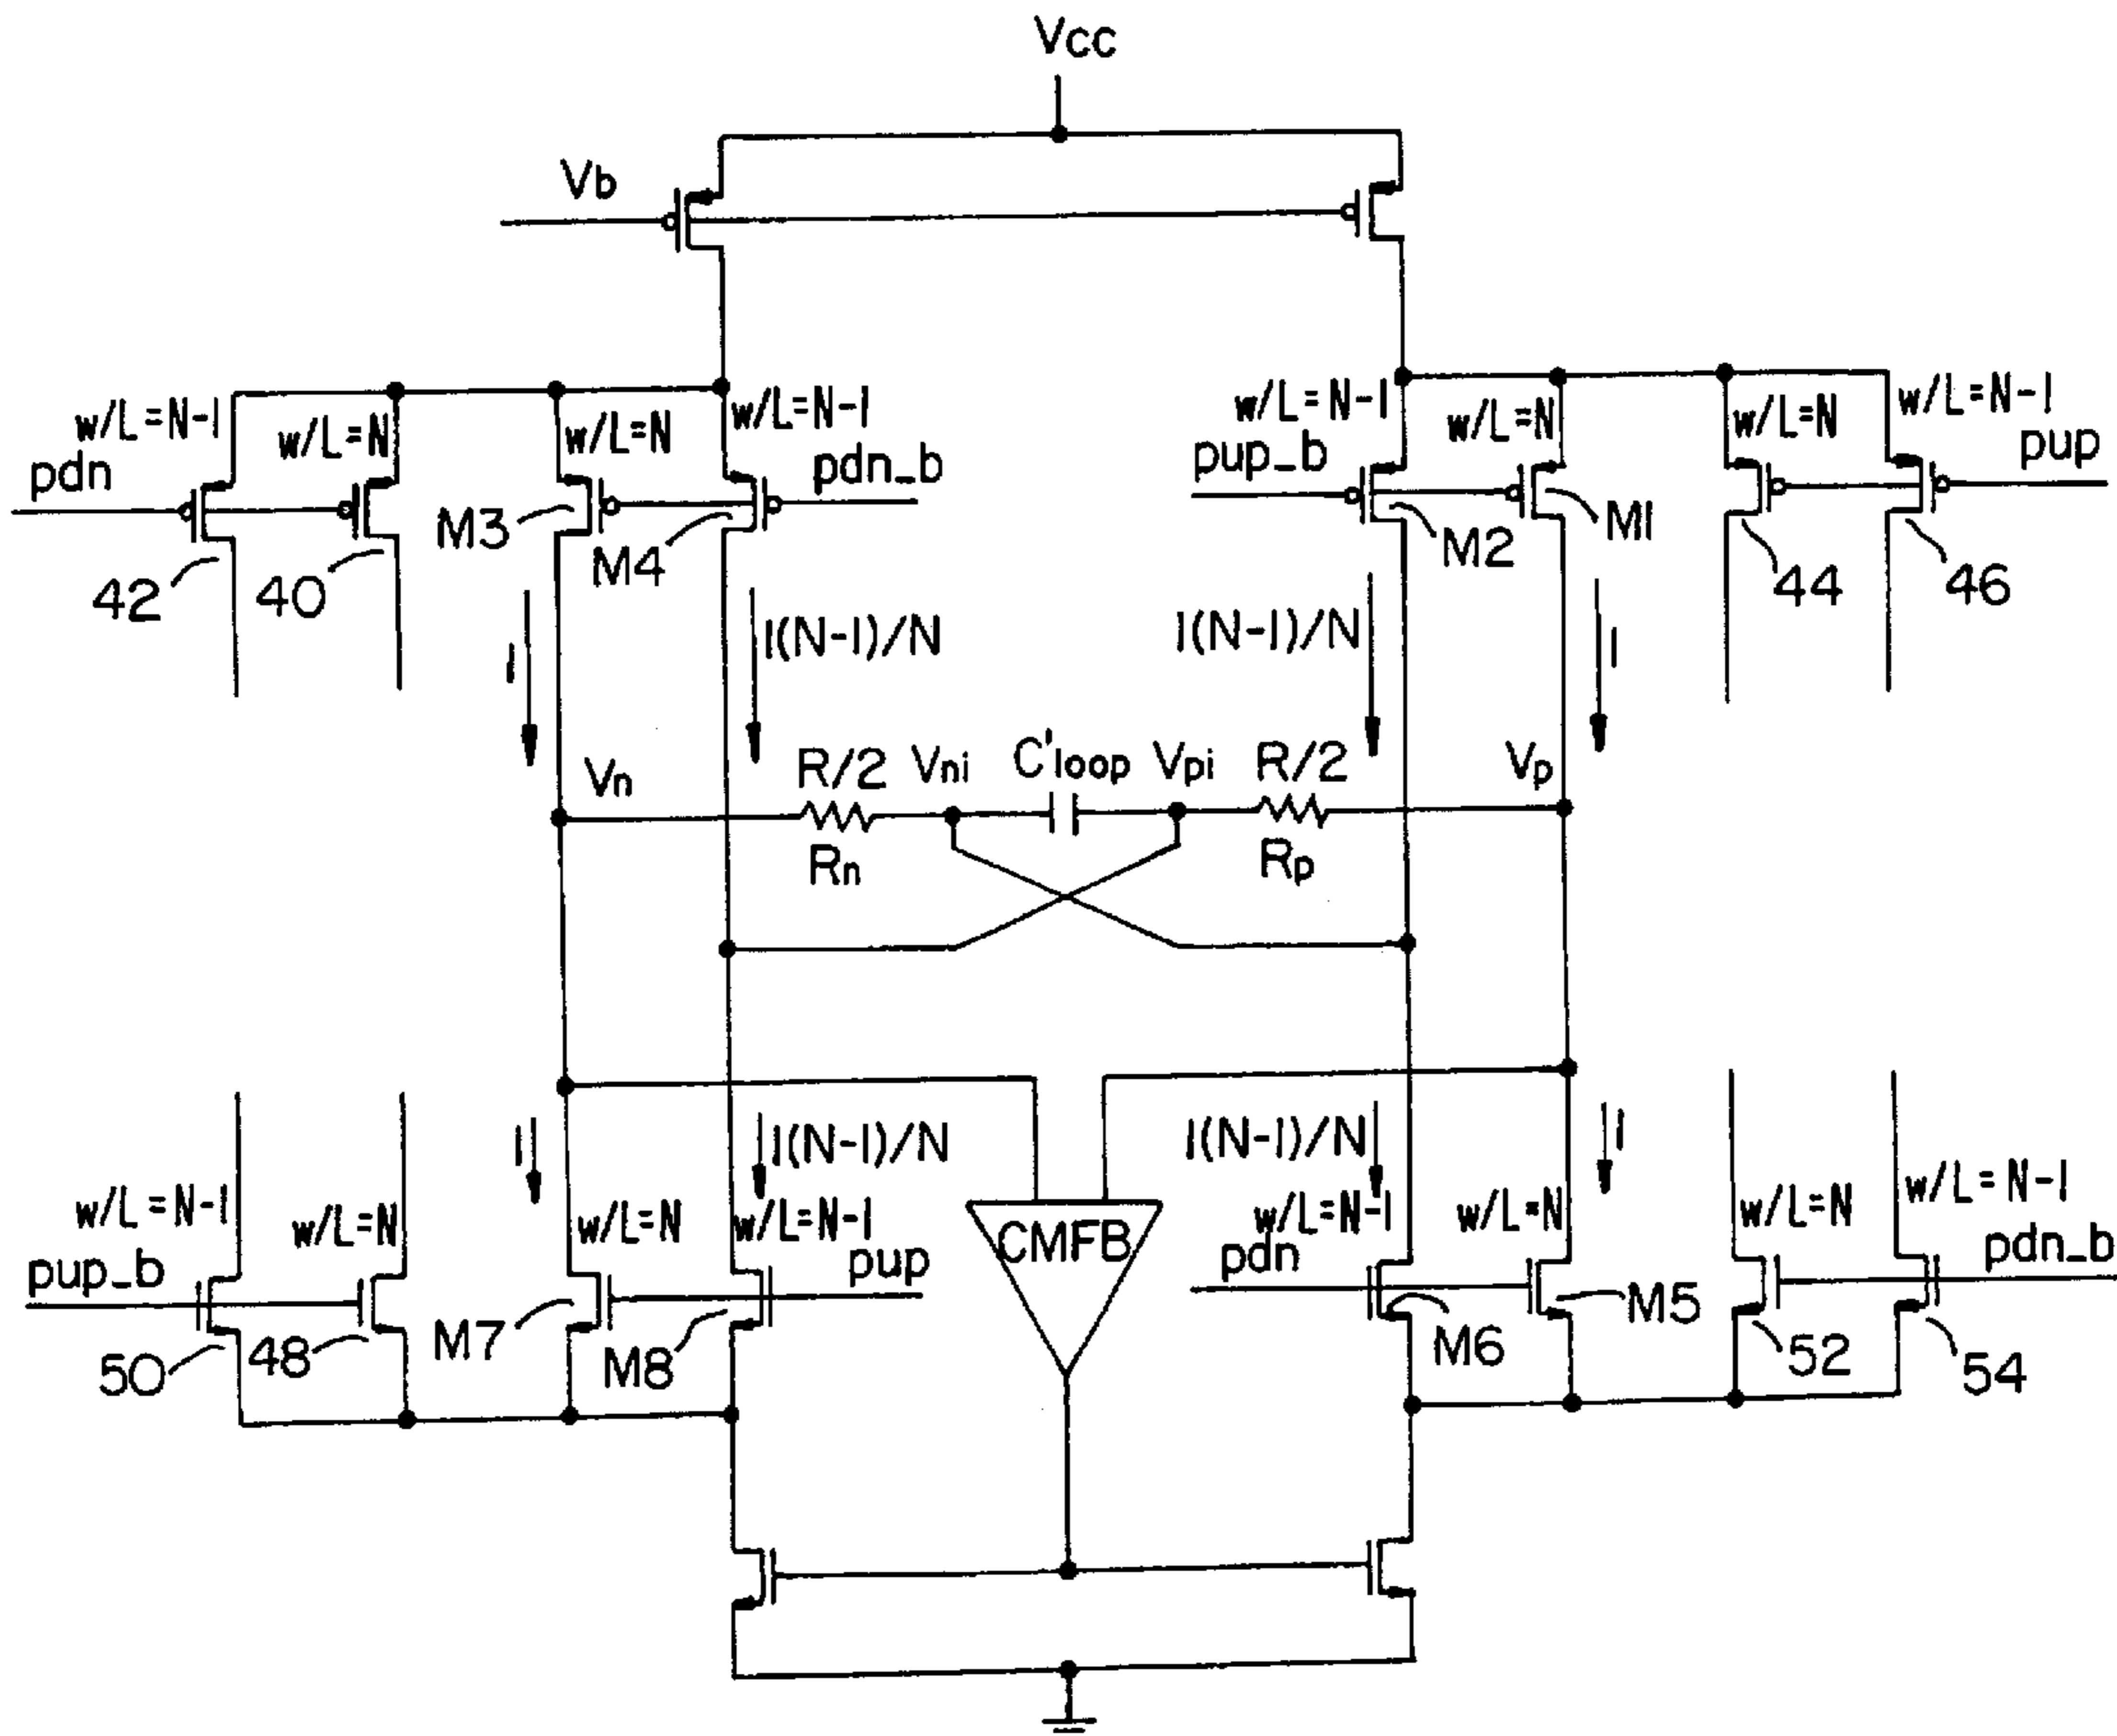 Vcc
Vb
w/L=N-1
w/L=N
w/L=N
w/L=N-1
w/L=N-1
w/L=N
w/L=N
w/L=N-1
pdn
pdn_b
pup_b
pup
M3
M4
M2
M1
42
40
44
46
I
I(N-1)/N
I(N-1)/N
I
Vn
R/2
Vni
C'loop
Vpi
R/2
Vp
Rn
Rp
I
I(N-1)/N
I(N-1)/N
I
w/L=N-1
w/L=N
w/L=N
w/L=N-1
w/L=N-1
w/L=N
w/L=N
w/L=N-1
pup_b
pup
CMFB
pdn
pdn_b
50
48
M7
M8
M6
M5
52
54